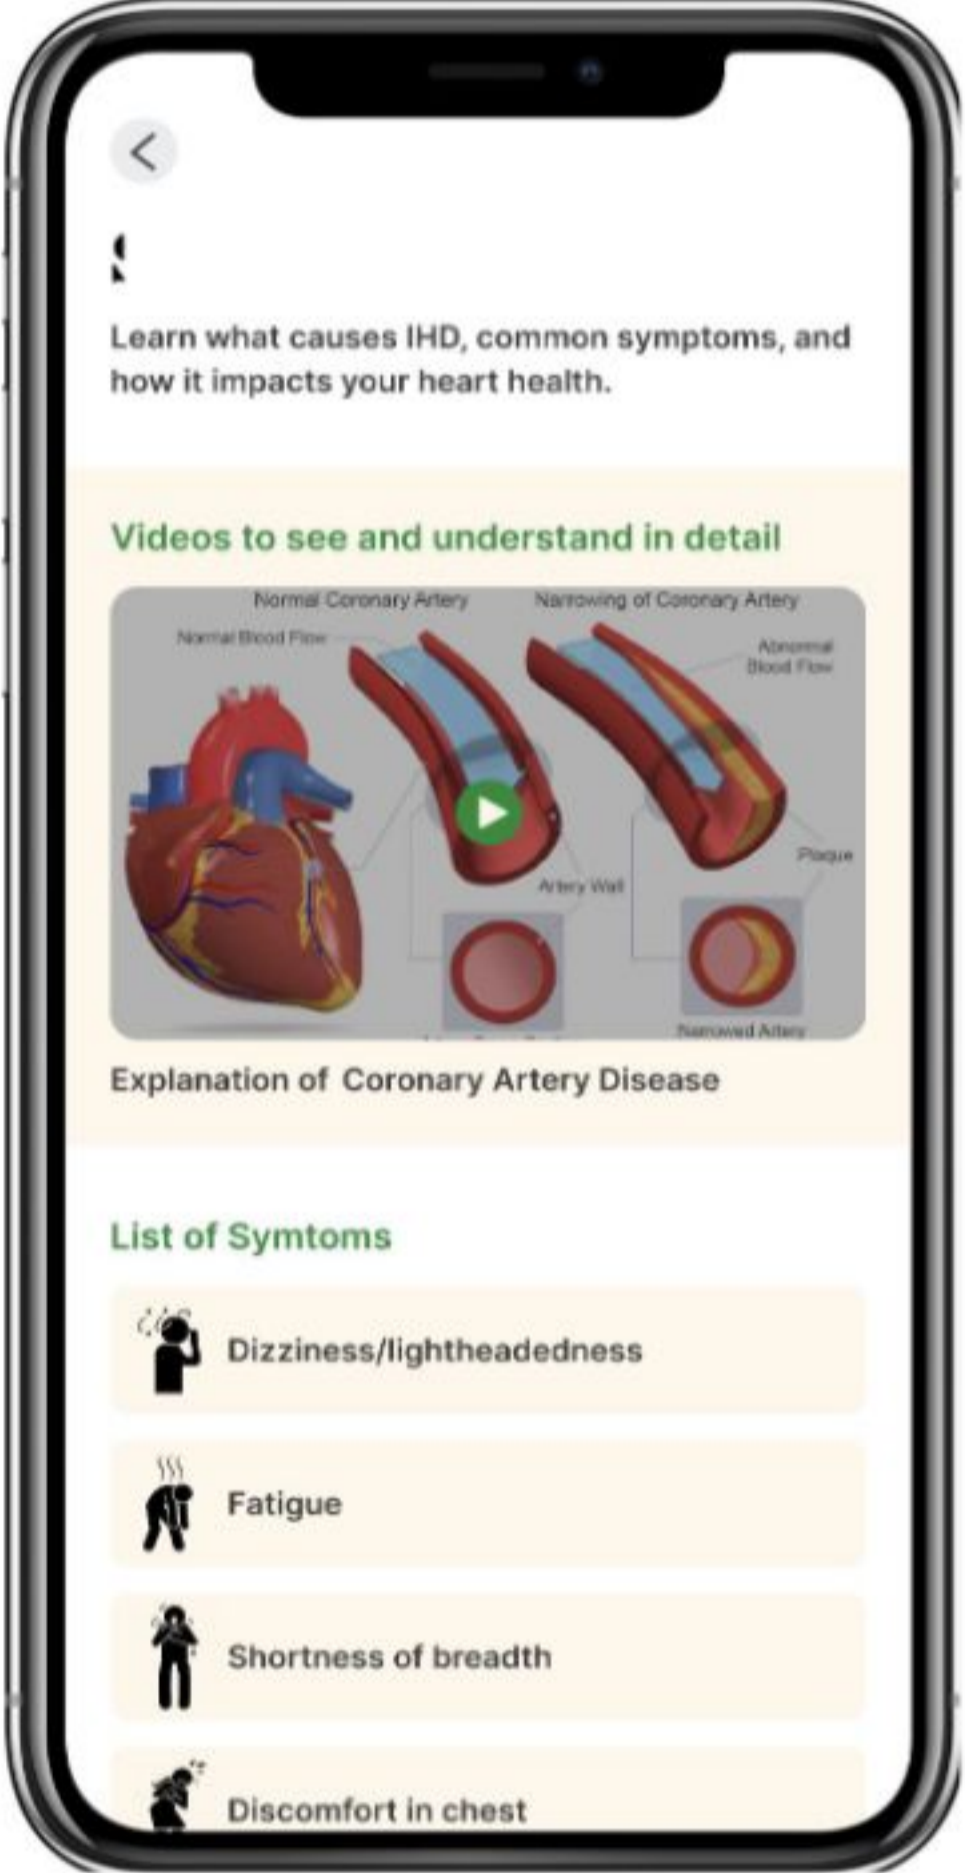 Learn what causes IHD, common symptoms, and
how it impacts your heart health.
Videos to see and understand in detail
Normal Coronary Artery
Narrowing of Coronary Artery
Normal Blood Flow
Abnormal
Blood Flow
Plaque
Artery Wall
Narrowed Artery
Explanation of Coronary Artery Disease
List of Symtoms
Dizziness/lightheadedness
Fatigue
Shortness of breadth
Discomfort in chest